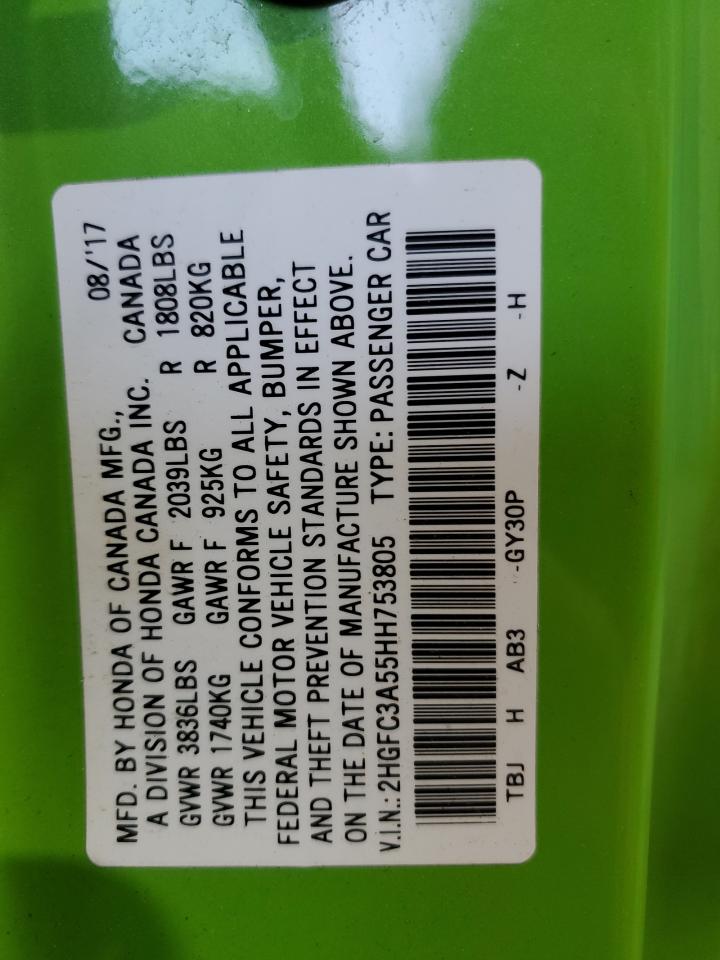 MFD. BY HONDA OF CANADA MFG., 08/'17
A DIVISION OF HONDA CANADA INC. CANADA
GVWR 3836LBS GAWR F 2039LBS R 1808LBS
GVWR 1740KG GAWR F 925KG R 820KG
THIS VEHICLE CONFORMS TO ALL APPLICABLE
FEDERAL MOTOR VEHICLE SAFETY, BUMPER,
AND THEFT PREVENTION STANDARDS IN EFFECT
ON THE DATE OF MANUFACTURE SHOWN ABOVE.
V.I.N.: 2HGFC3A55HH753805 TYPE: PASSENGER CAR
TBJ H AB3 -GY30P -Z -H